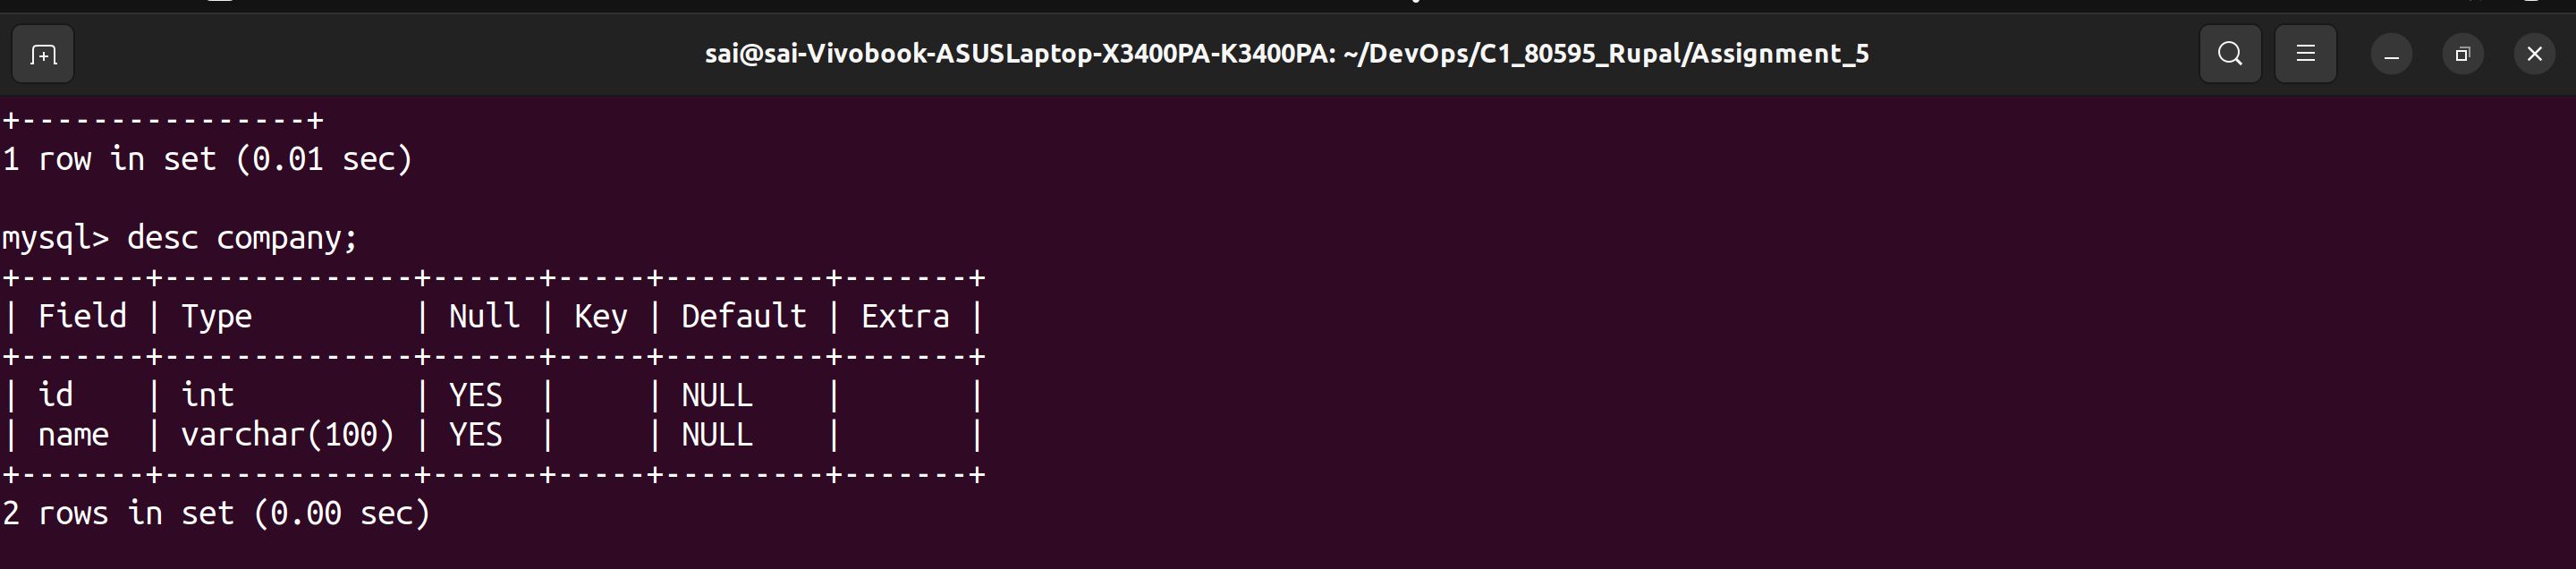 sai@sai-Vivobook-ASUSLaptop-X3400PA-K3400PA: ~/DevOps/C1_80595_Rupal/Assignment_5
+----------------+
1 row in set (0.01 sec)

mysql> desc company;
+-------+--------------+------+-----+---------+-------+
| Field | Type         | Null | Key | Default | Extra |
+-------+--------------+------+-----+---------+-------+
| id    | int          | YES  |     | NULL    |       |
| name  | varchar(100) | YES  |     | NULL    |       |
+-------+--------------+------+-----+---------+-------+
2 rows in set (0.00 sec)